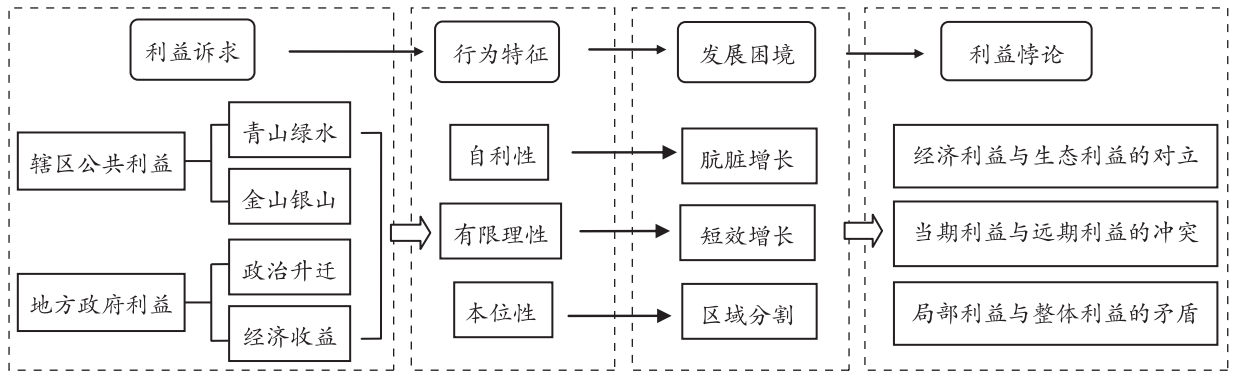 利益诉求
行为特征
发展困境
利益悖论
辖区公共利益
青山绿水
金山银山
地方政府利益
政治升迁
经济收益
自利性
有限理性
本位性
肮脏增长
短效增长
区域分割
经济利益与生态利益的对立
当期利益与远期利益的冲突
局部利益与整体利益的矛盾